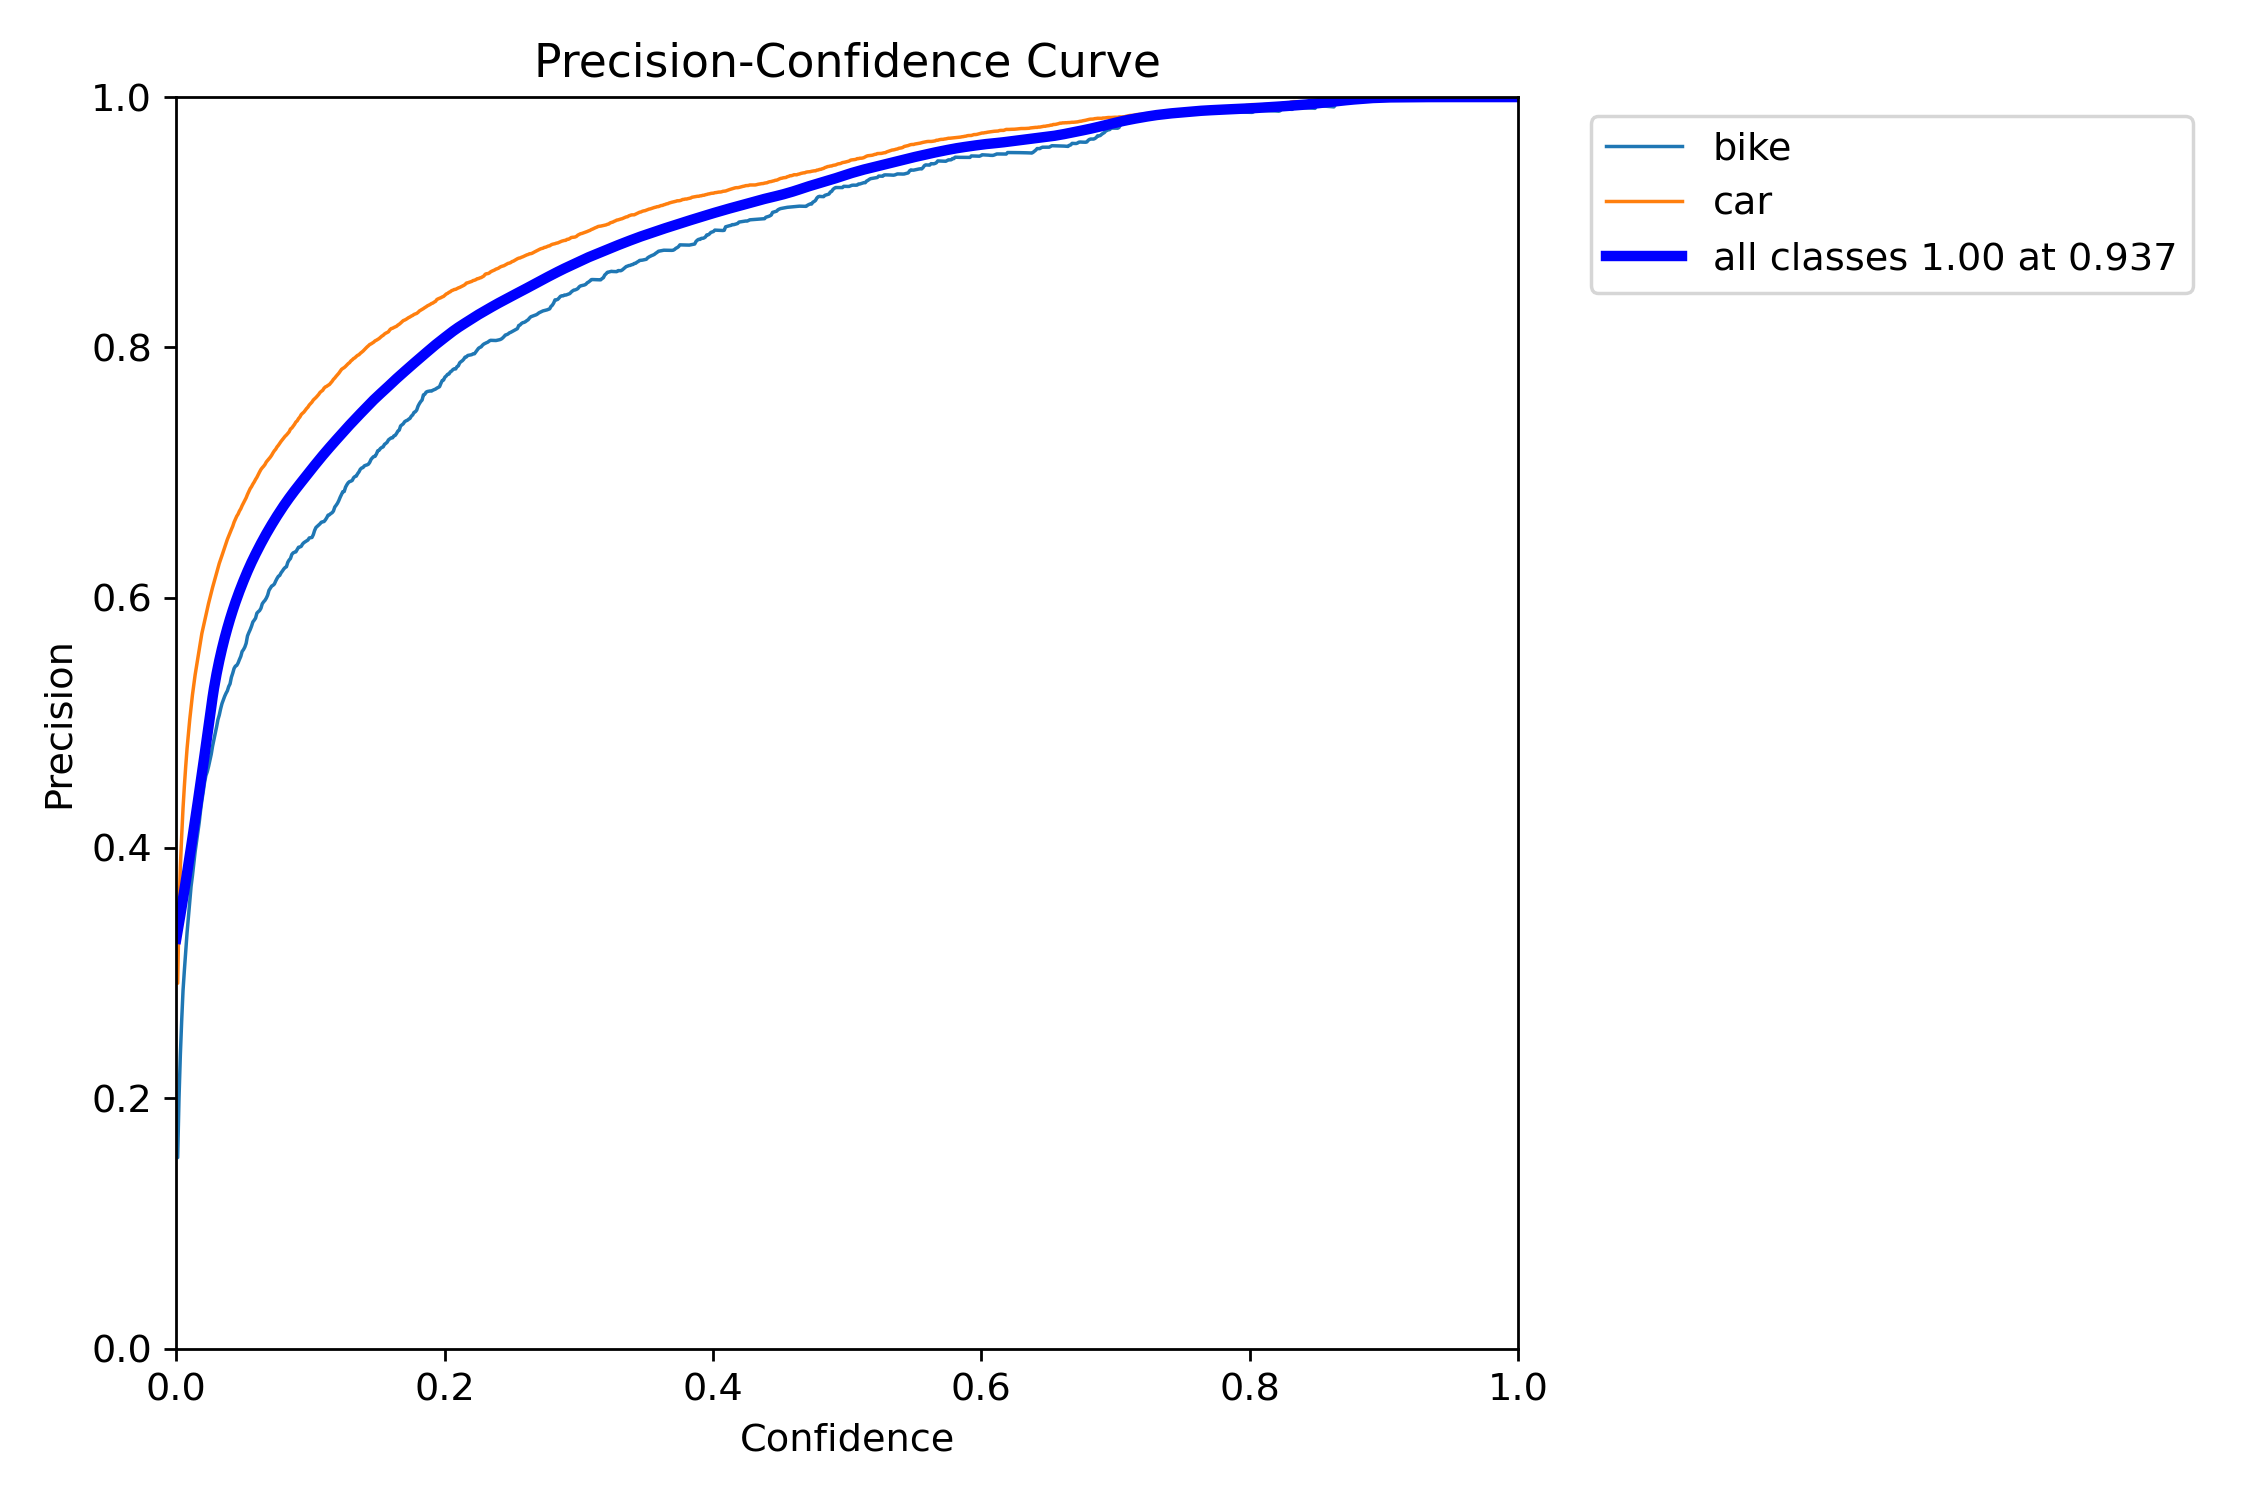 Precision-Confidence Curve
1.0
0.8
0.6
0.4
0.2
0.0
Precision
0.0 0.2 0.4 0.6 0.8 1.0
Confidence
bike
car
all classes 1.00 at 0.937